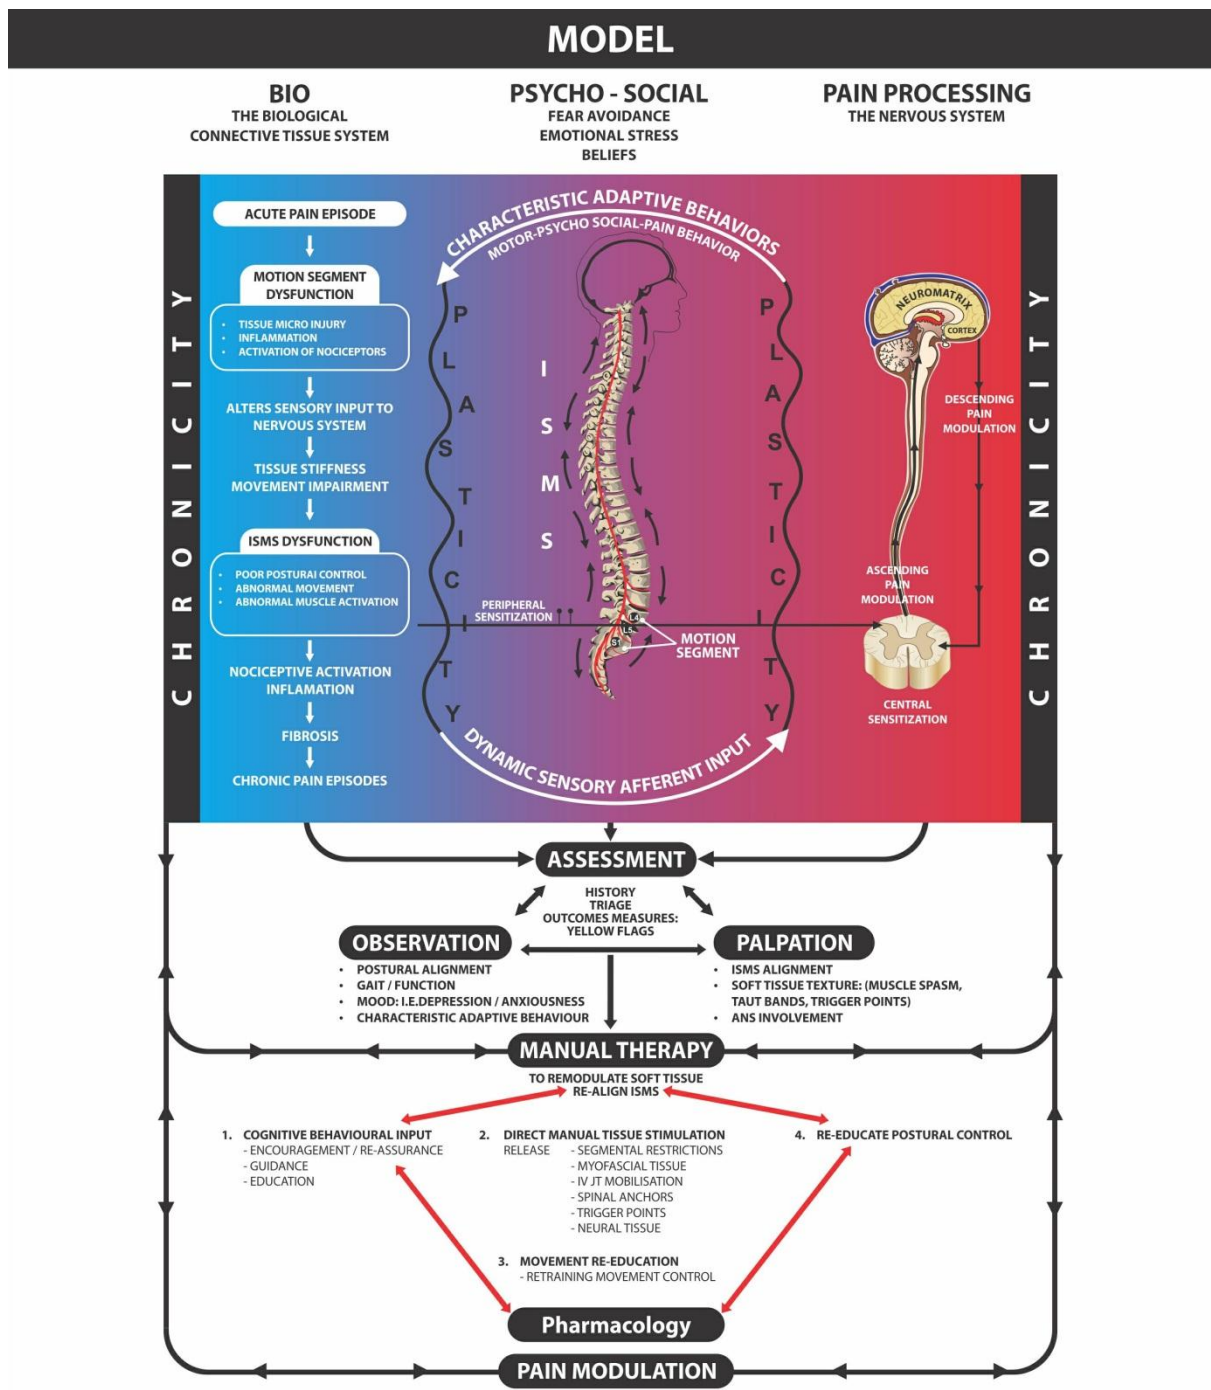 MODEL
BIO
THE BIOLOGICAL
CONNECTIVE TISSUE SYSTEM
PSYCHO - SOCIAL
FEAR AVOIDANCE
EMOTIONAL STRESS
BELIEFS
PAIN PROCESSING
THE NERVOUS SYSTEM
CHRONICITY
ACUTE PAIN EPISODE
MOTION SEGMENT
DYSFUNCTION
• TISSUE MICRO INJURY
• INFLAMMATION
• ACTIVATION OF NOCICEPTORS
ALTERS SENSORY INPUT TO
NERVOUS SYSTEM
TISSUE STIFFNESS
MOVEMENT IMPAIRMENT
ISMS DYSFUNCTION
• POOR POSTURAI CONTROL
• ABNORMAL MOVEMENT
• ABNORMAL MUSCLE ACTIVATION
NOCICEPTIVE ACTIVATION
INFLAMATION
FIBROSIS
CHRONIC PAIN EPISODES
CHARACTERISTIC ADAPTIVE BEHAVIORS
MOTOR-PSYCHO SOCIAL-PAIN BEHAVIOR
PLASTICITY
ISMS
PERIPHERAL
SENSITIZATION
L4
L5
S1
MOTION
SEGMENT
PLASTICITY
DYNAMIC SENSORY AFFERENT INPUT
NEUROMATRIX
CORTEX
DESCENDING
PAIN
MODULATION
ASCENDING
PAIN
MODULATION
CENTRAL
SENSITIZATION
CHRONICITY
ASSESSMENT
HISTORY
TRIAGE
OUTCOMES MEASURES:
YELLOW FLAGS
OBSERVATION
• POSTURAL ALIGNMENT
• GAIT / FUNCTION
• MOOD: I.E.DEPRESSION / ANXIOUSNESS
• CHARACTERISTIC ADAPTIVE BEHAVIOUR
PALPATION
• ISMS ALIGNMENT
• SOFT TISSUE TEXTURE: (MUSCLE SPASM,
TAUT BANDS, TRIGGER POINTS)
• ANS INVOLVEMENT
MANUAL THERAPY
TO REMODULATE SOFT TISSUE
RE-ALIGN ISMS
1. COGNITIVE BEHAVIOURAL INPUT
- ENCOURAGEMENT / RE-ASSURANCE
- GUIDANCE
- EDUCATION
2. DIRECT MANUAL TISSUE STIMULATION
RELEASE - SEGMENTAL RESTRICTIONS
- MYOFASCIAL TISSUE
- IV JT MOBILISATION
- SPINAL ANCHORS
- TRIGGER POINTS
- NEURAL TISSUE
4. RE-EDUCATE POSTURAL CONTROL
3. MOVEMENT RE-EDUCATION
- RETRAINING MOVEMENT CONTROL
Pharmacology
PAIN MODULATION